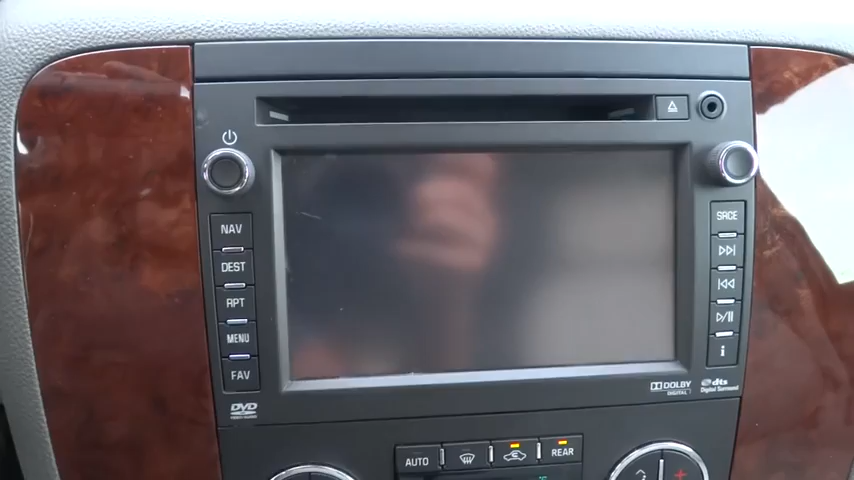 NAV
DEST
RPT
MENU
FAV
SRCE
i
DVD
DOLBY
DIGITAL
dts
Digital Surround
AUTO
REAR